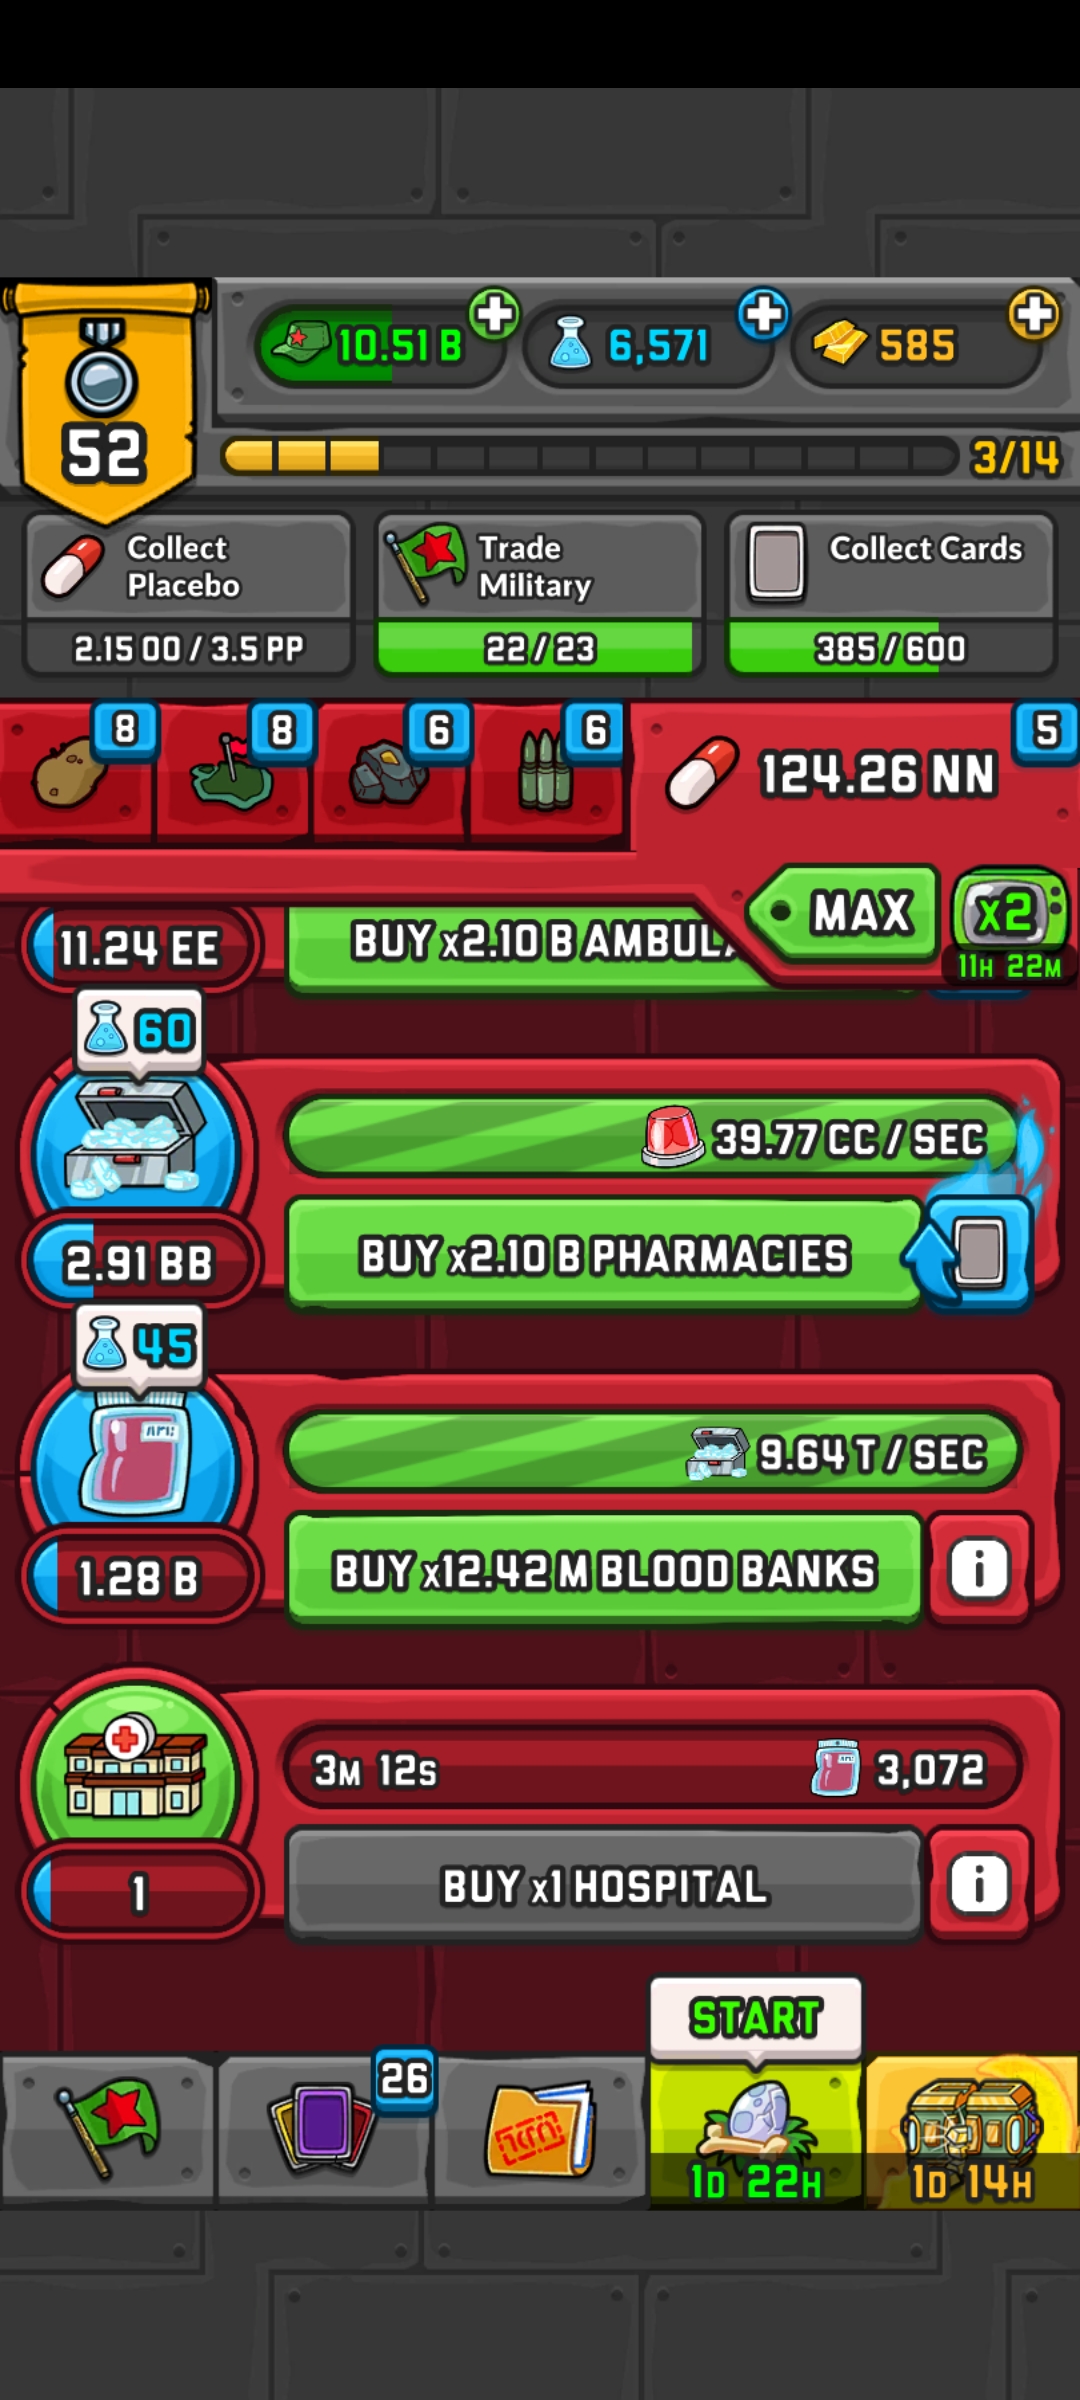 10.51 B
6,571
585
52
3/14
Collect
Placebo
2.15 OO / 3.5 PP
Trade
Military
22/23
Collect Cards
385/600
8
8
6
6
5
124.26 NN
MAX
x2
11H 22M
11.24 EE
BUY x2.10 B AMBUL
60
39.77 CC / SEC
2.91 BB
BUY x2.10 B PHARMACIES
45
9.64 T / SEC
1.28 B
BUY x12.42 M BLOOD BANKS
i
3M 12S
3,072
1
BUY x1 HOSPITAL
i
START
26
1D 22H
1D 14H